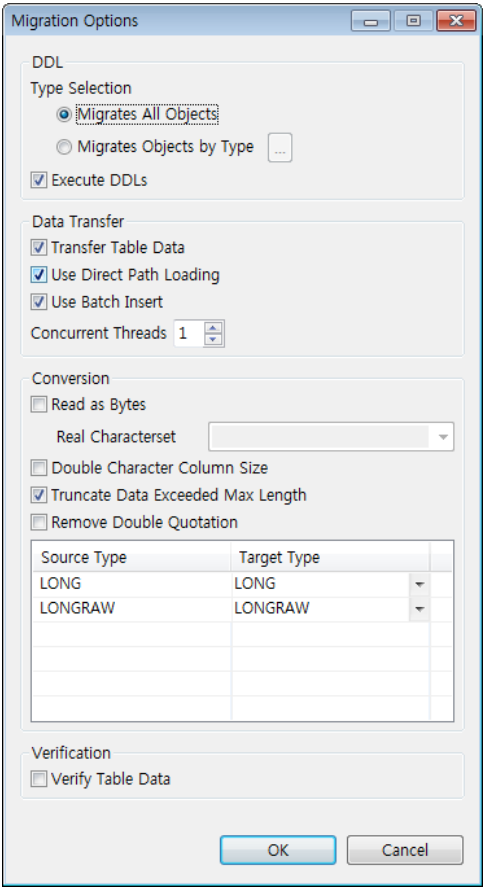 Migration Options
DDL
Type Selection
Migrates All Objects
Migrates Objects by Type ...
Execute DDLs
Data Transfer
Transfer Table Data
Use Direct Path Loading
Use Batch Insert
Concurrent Threads 1
Conversion
Read as Bytes
Real Characterset
Double Character Column Size
Truncate Data Exceeded Max Length
Remove Double Quotation
Source Type Target Type
LONG LONG
LONGRAW LONGRAW
Verification
Verify Table Data
OK Cancel